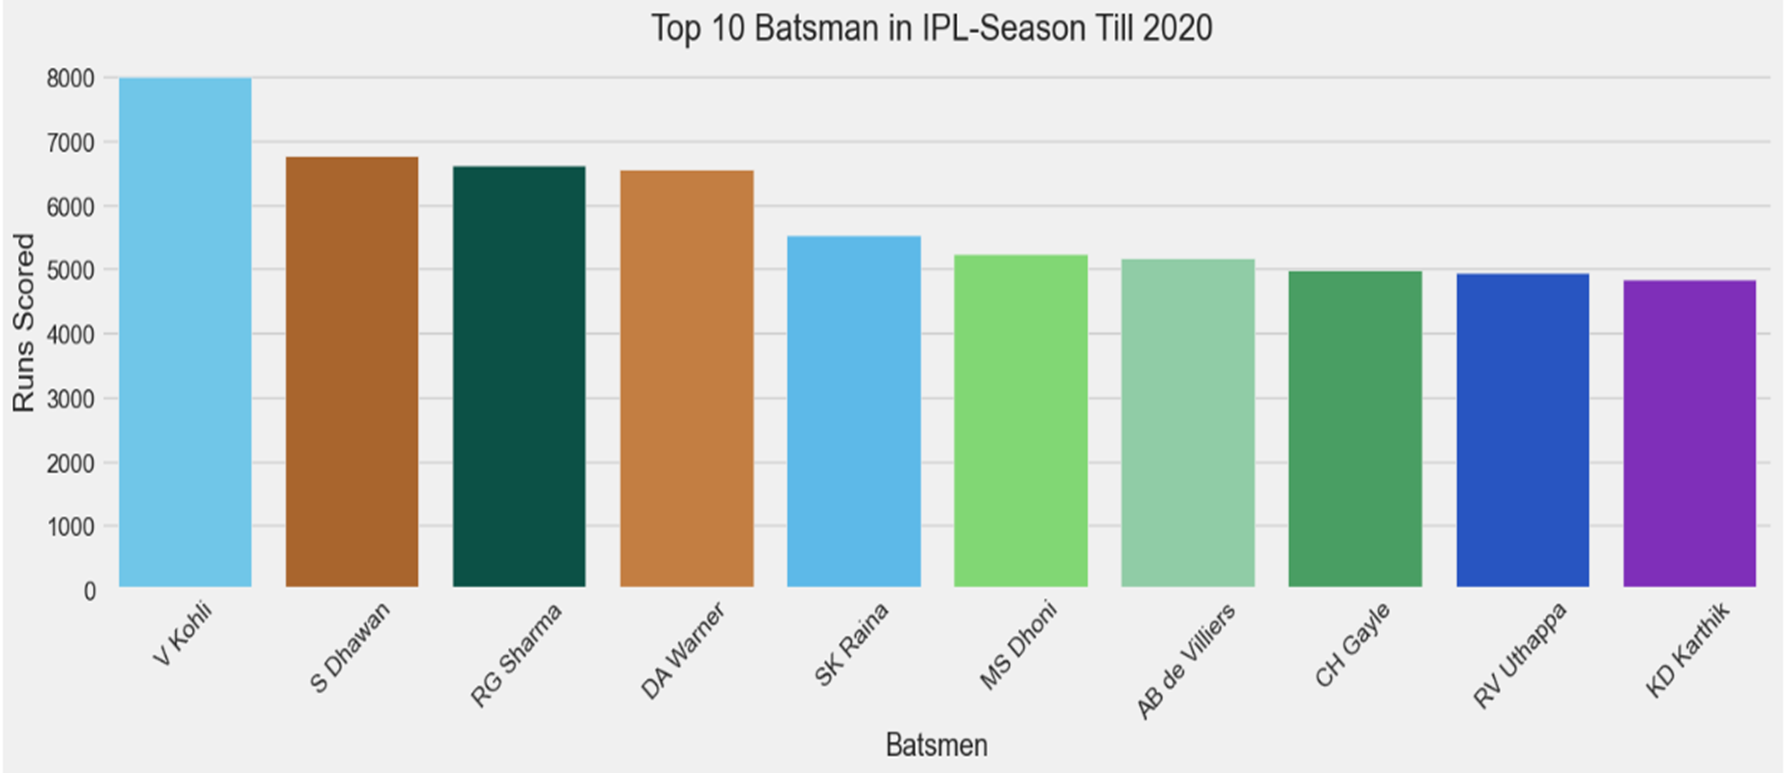 Top 10 Batsman in IPL-Season Till 2020
8000
7000
6000
5000
4000
3000
2000
1000
0
Runs Scored
V Kohli
S Dhawan
RG Sharma
DA Warner
SK Raina
MS Dhoni
AB de Villiers
CH Gayle
RV Uthappa
KD Karthik
Batsmen